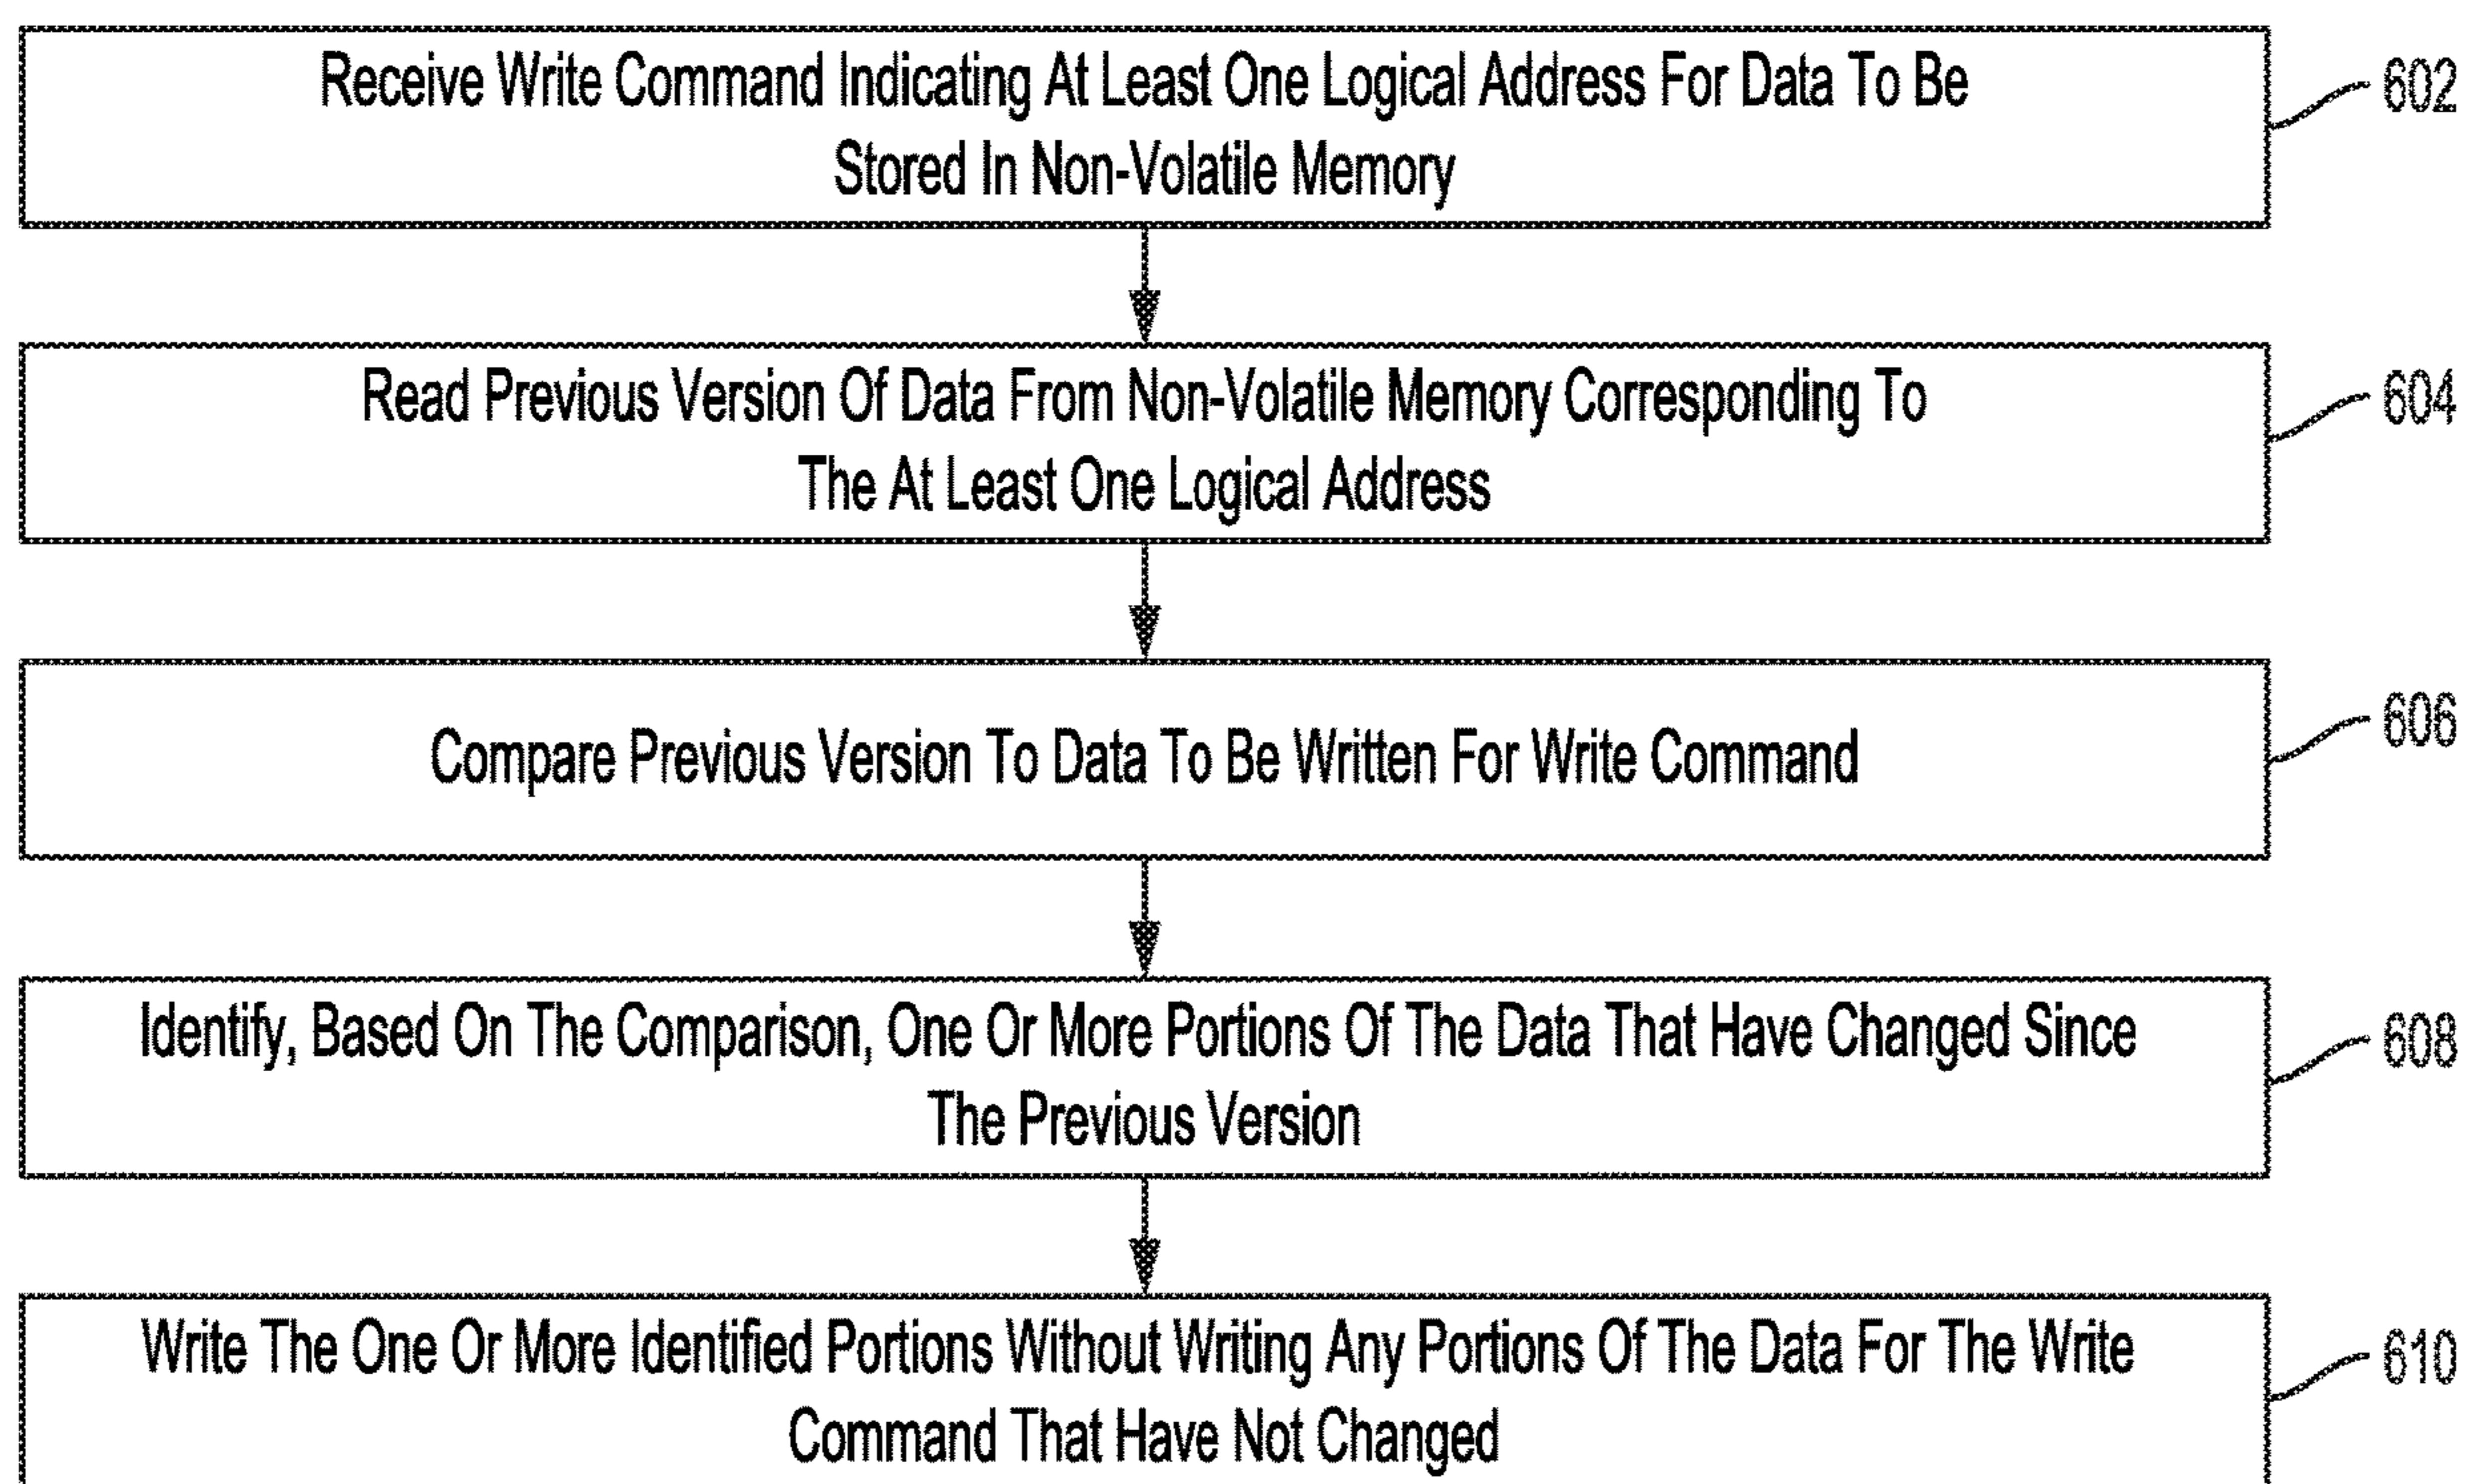 Receive Write Command Indicating At Least One Logical Address For Data To Be
Stored In Non-Volatile Memory
602
Read Previous Version Of Data From Non-Volatile Memory Corresponding To
The At Least One Logical Address
604
Compare Previous Version To Data To Be Written For Write Command
606
Identify, Based On The Comparison, One Or More Portions Of The Data That Have Changed Since
The Previous Version
608
Write The One Or More Identified Portions Without Writing Any Portions Of The Data For The Write
Command That Have Not Changed
610